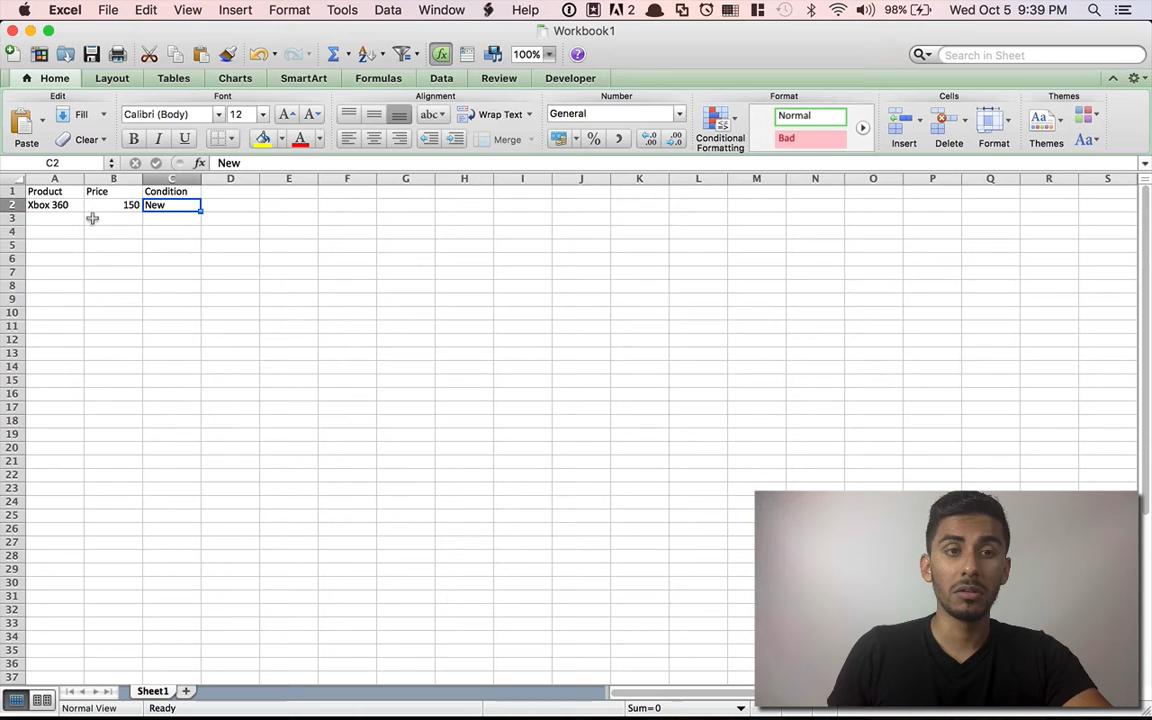 Excel File Edit View Insert Format Tools Data Window Help 2 98% Wed Oct 5 9:39 PM
Workbook1
fx 100% ? Search in Sheet
Home Layout Tables Charts SmartArt Formulas Data Review Developer
Edit Font Alignment Number Format Cells Themes
Paste Fill Clear Calibri (Body) 12 A A B I U A abc Wrap Text Merge General % Conditional Formatting Normal Bad Insert Delete Format Aa Themes Aa
C2 fx New
A B C D E F G H I J K L M N O P Q R S
1 Product Price Condition
2 Xbox 360 150 New
3
4
5
6
7
8
9
10
11
12
13
14
15
16
17
18
19
20
21
22
23
24
25
26
27
28
29
30
31
32
33
34
35
36
37
Sheet1
Normal View Ready Sum=0